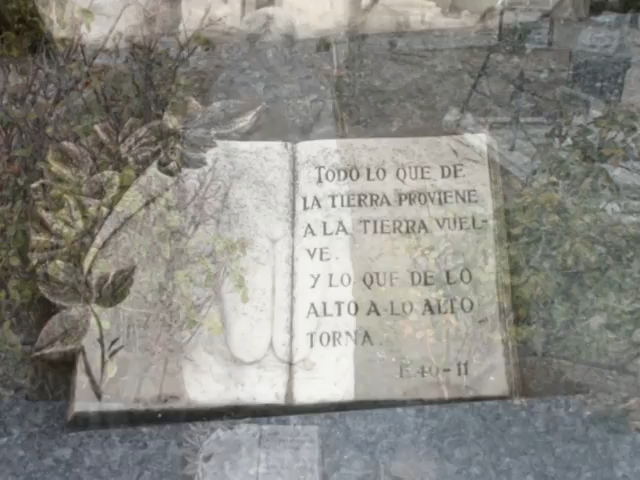 TODO LO QUE DE
LA TIERRA PROVIENE
A LA TIERRA VUEL-
VE.
Y LO QUE DE LO
ALTO A LO ALTO
TORNA.
E. 40-11